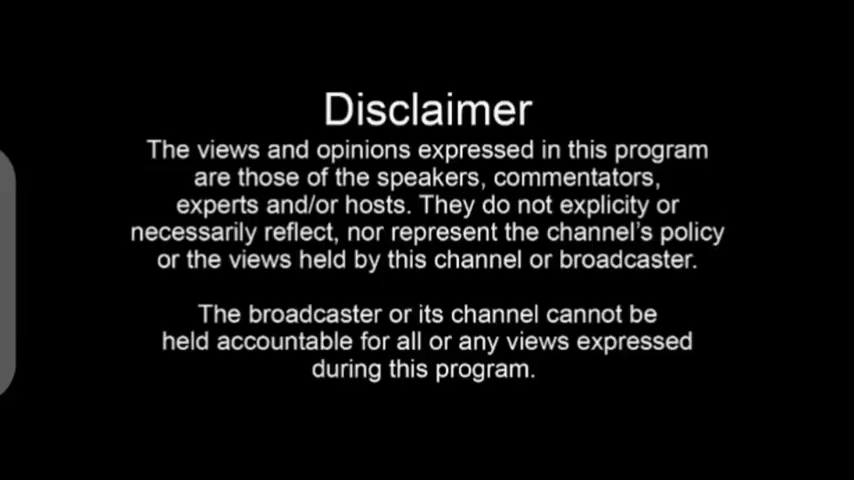 Disclaimer
The views and opinions expressed in this program
are those of the speakers, commentators,
experts and/or hosts. They do not explicity or
necessarily reflect, nor represent the channel's policy
or the views held by this channel or broadcaster.
The broadcaster or its channel cannot be
held accountable for all or any views expressed
during this program.